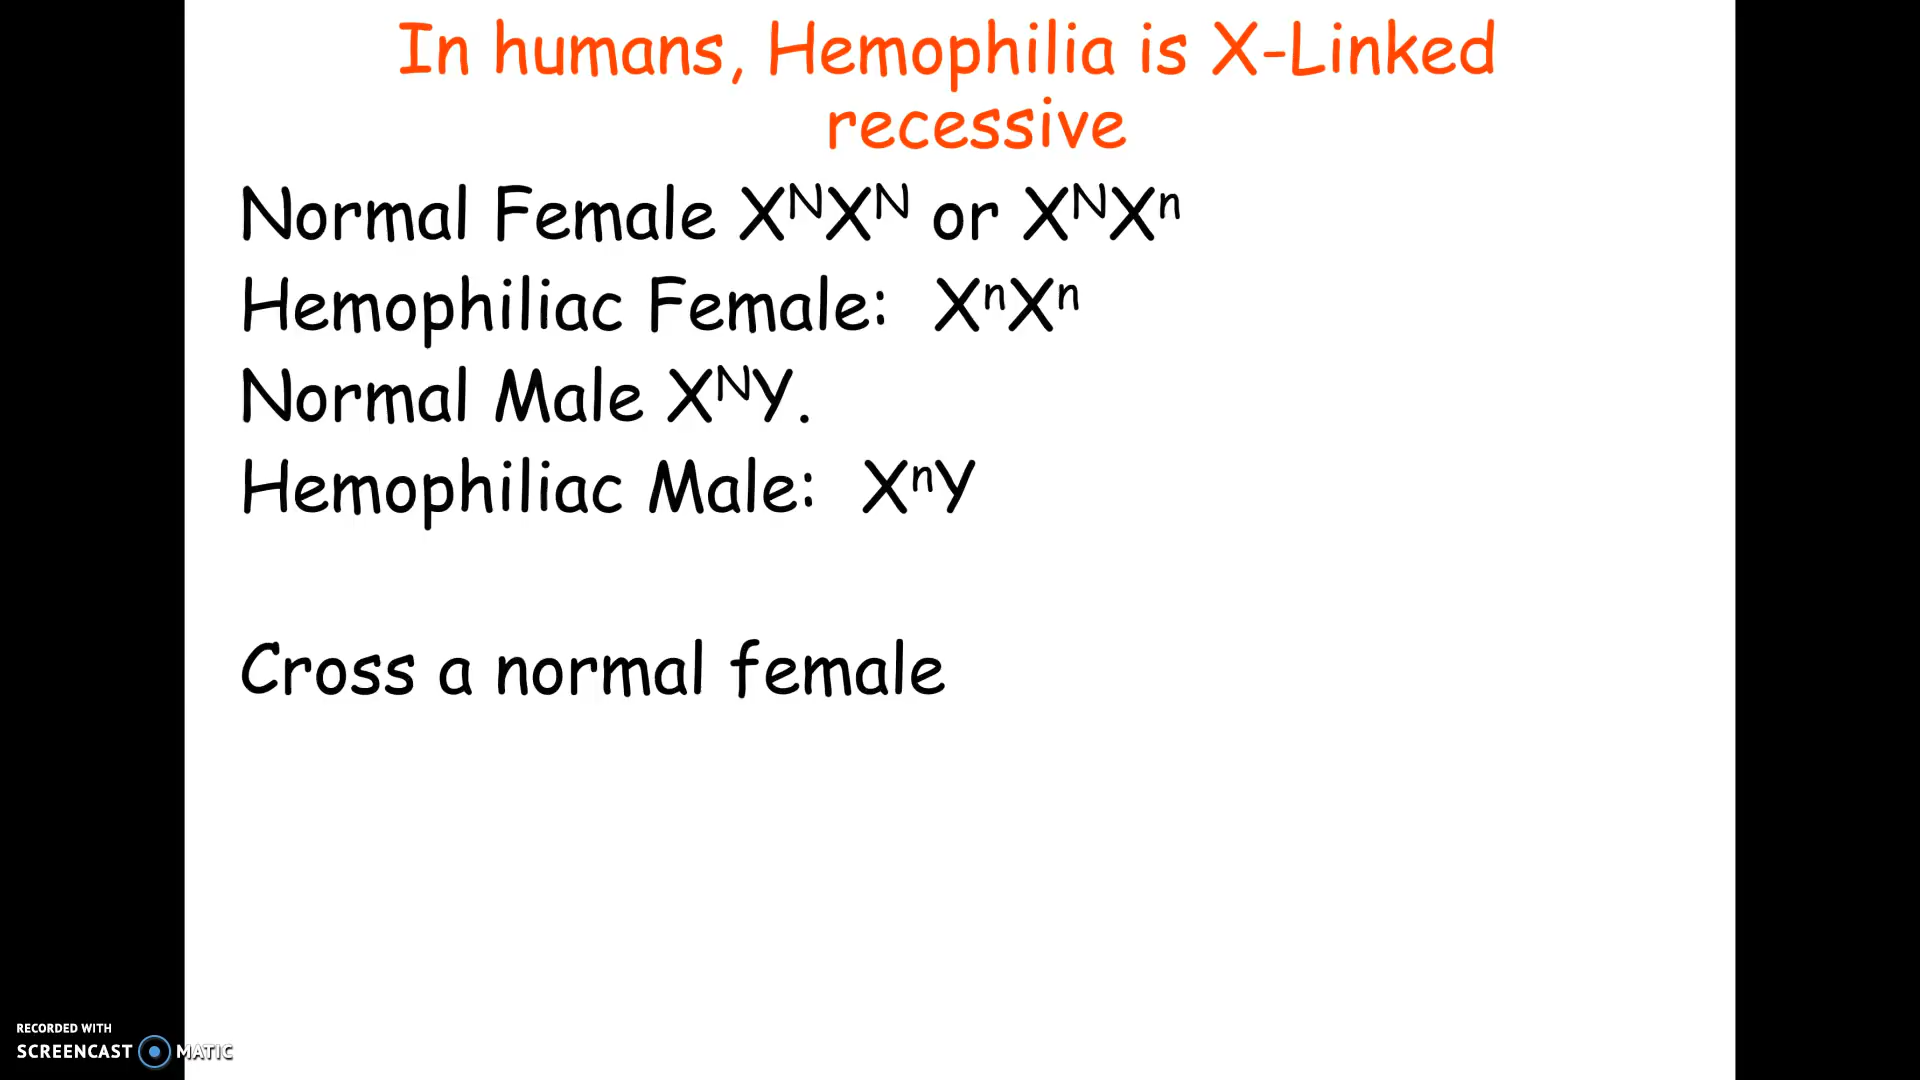 In humans, Hemophilia is X-Linked
recessive
Normal Female XᴺXᴺ or XᴺXⁿ
Hemophiliac Female: XⁿXⁿ
Normal Male XᴺY.
Hemophiliac Male: XⁿY
Cross a normal female
RECORDED WITH
SCREENCAST MATIC